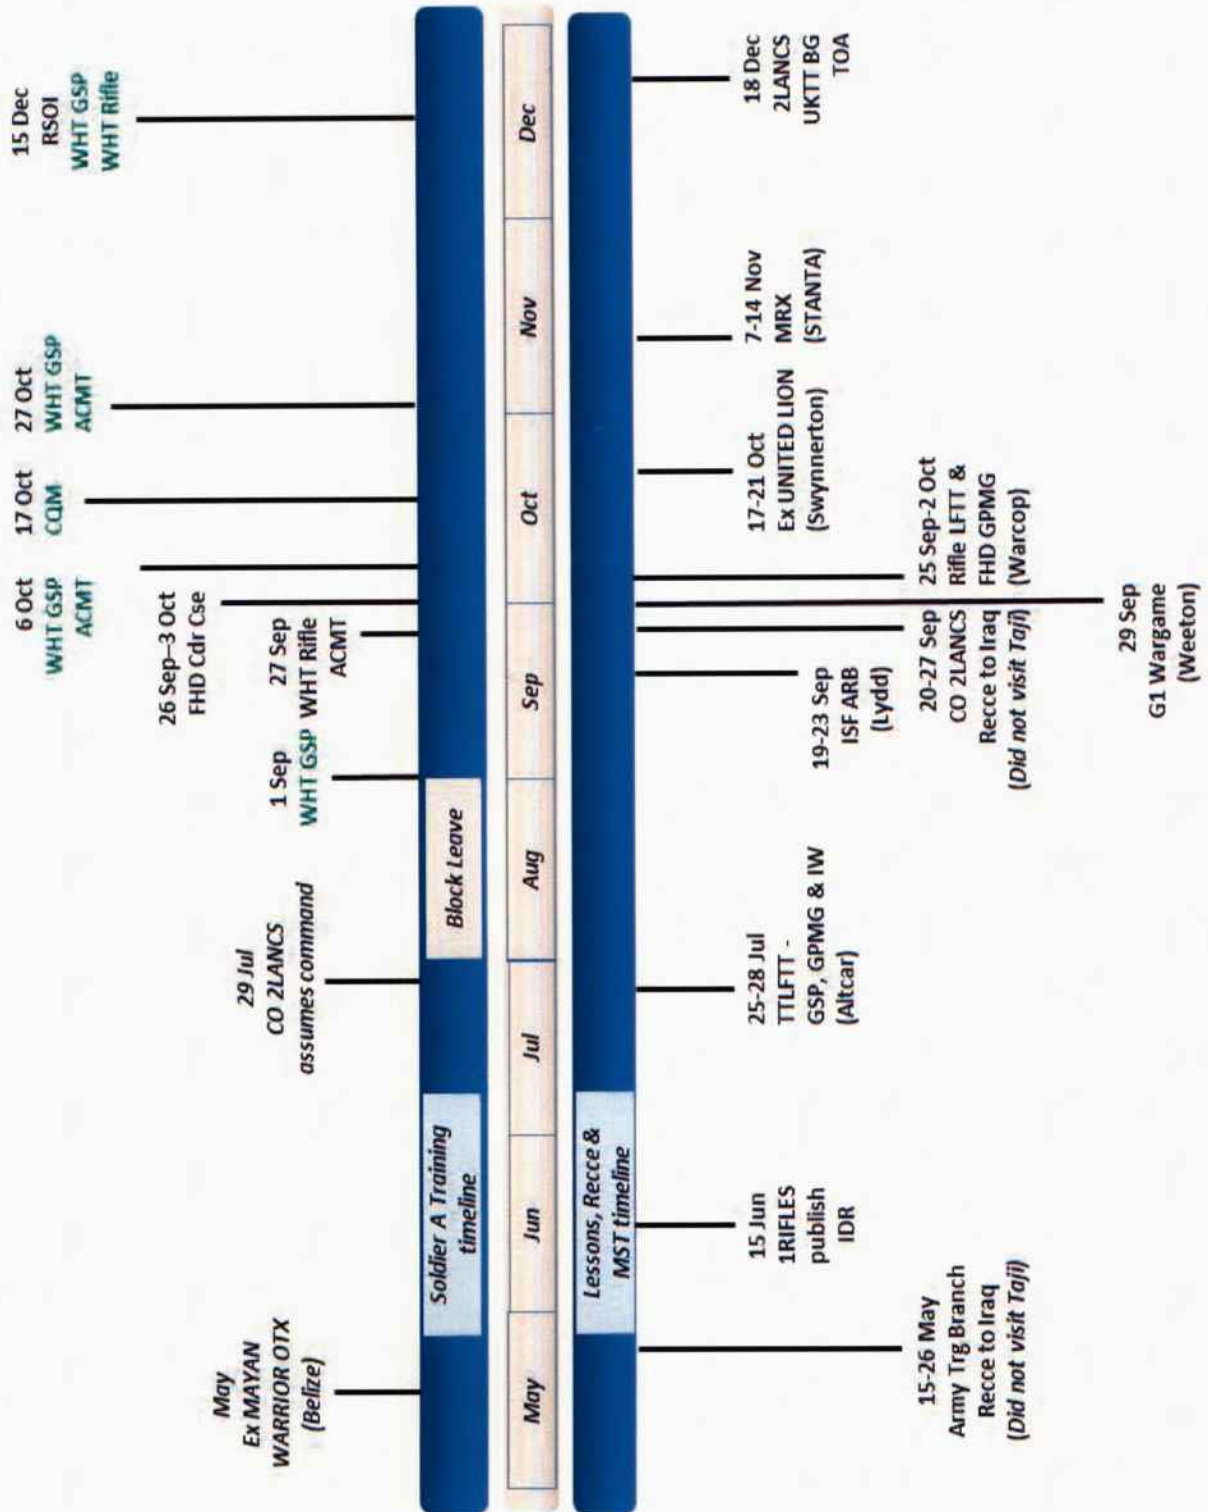 May
Ex MAYAN
WARRIOR OTX
(Belize)
29 Jul
CO 2LANCS
assumes command
1 Sep
WHT GSP
27 Sep
WHT Rifle
ACMT
26 Sep–3 Oct
FHD Cdr Cse
6 Oct
WHT GSP
ACMT
17 Oct
CQM
27 Oct
WHT GSP
ACMT
15 Dec
RSOI
WHT GSP
WHT Rifle
Soldier A Training
timeline
Block Leave
May
Jun
Jul
Aug
Sep
Oct
Nov
Dec
Lessons, Recce &
MST timeline
15-26 May
Army Trg Branch
Recce to Iraq
(Did not visit Taji)
15 Jun
1RIFLES
publish
IDR
25-28 Jul
TTLFTT -
GSP, GPMG & IW
(Altcar)
19-23 Sep
ISF ARB
(Lydd)
20-27 Sep
CO 2LANCS
Recce to Iraq
(Did not visit Taji)
29 Sep
G1 Wargame
(Weeton)
25 Sep-2 Oct
Rifle LFTT &
FHD GPMG
(Warcop)
17-21 Oct
Ex UNITED LION
(Swynnerton)
7-14 Nov
MRX
(STANTA)
18 Dec
2LANCS
UKTT BG
TOA